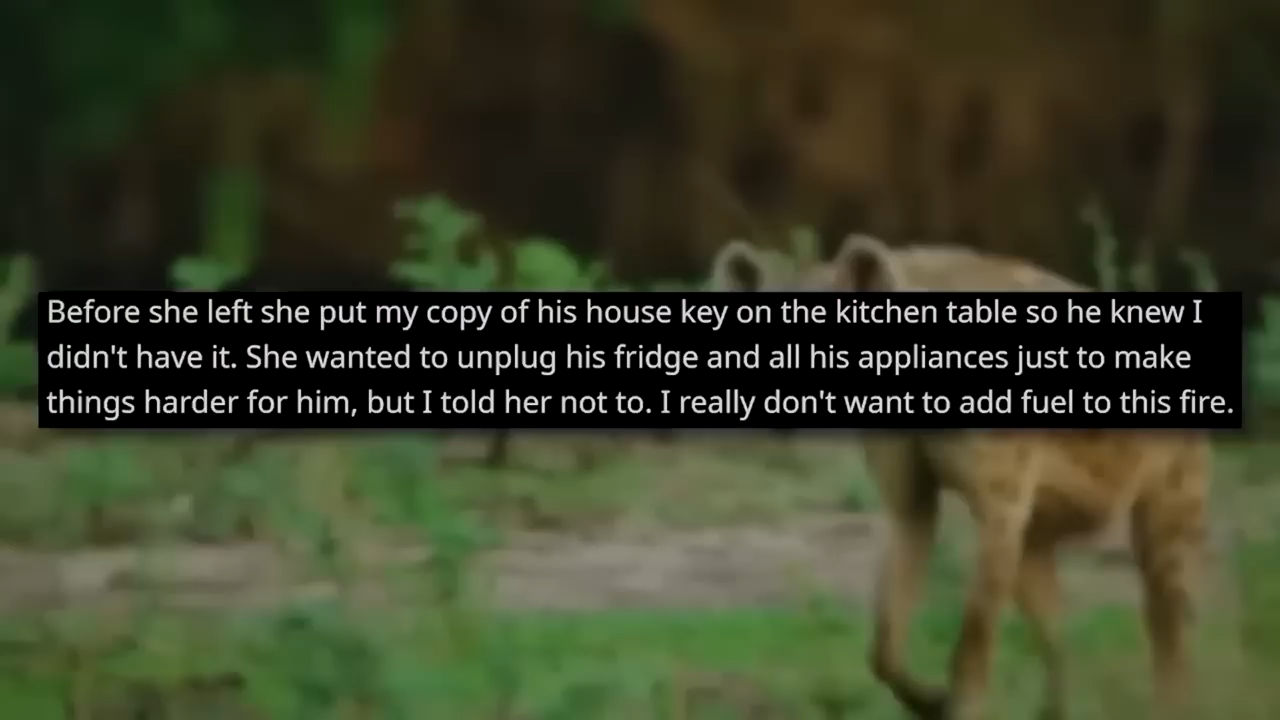 Before she left she put my copy of his house key on the kitchen table so he knew I
didn't have it. She wanted to unplug his fridge and all his appliances just to make
things harder for him, but I told her not to. I really don't want to add fuel to this fire.